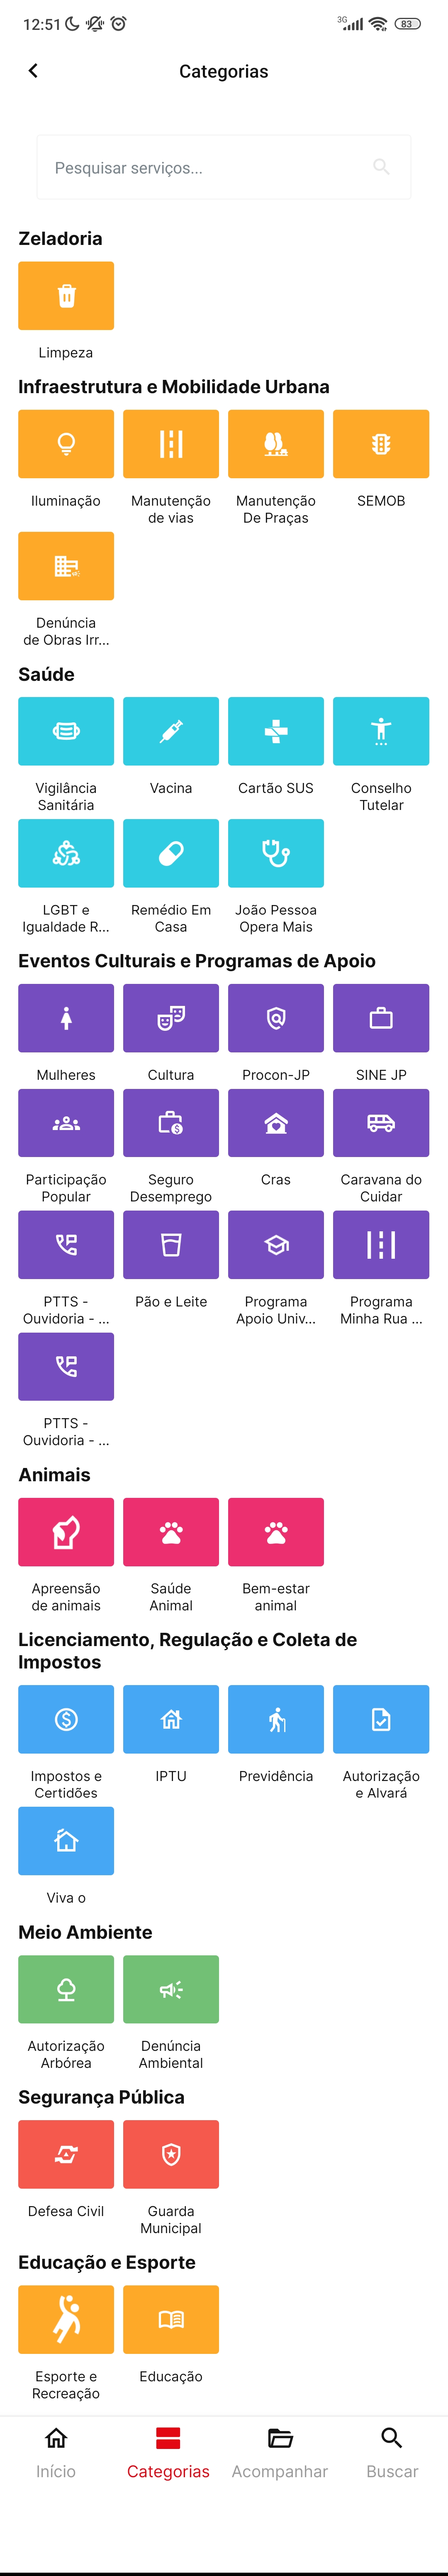 12:51
3G
83
Categorias
Pesquisar serviços...
Zeladoria
Limpeza
Infraestrutura e Mobilidade Urbana
Iluminação
Manutenção
de vias
Manutenção
De Praças
SEMOB
Denúncia
de Obras Irr...
Saúde
Vigilância
Sanitária
Vacina
Cartão SUS
Conselho
Tutelar
LGBT e
Igualdade R...
Remédio Em
Casa
João Pessoa
Opera Mais
Eventos Culturais e Programas de Apoio
Mulheres
Cultura
Procon-JP
SINE JP
Participação
Popular
Seguro
Desemprego
Cras
Caravana do
Cuidar
PTTS -
Ouvidoria - ...
Pão e Leite
Programa
Apoio Univ...
Programa
Minha Rua ...
PTTS -
Ouvidoria - ...
Animais
Apreensão
de animais
Saúde
Animal
Bem-estar
animal
Licenciamento, Regulação e Coleta de
Impostos
Impostos e
Certidões
IPTU
Previdência
Autorização
e Alvará
Viva o
Meio Ambiente
Autorização
Arbórea
Denúncia
Ambiental
Segurança Pública
Defesa Civil
Guarda
Municipal
Educação e Esporte
Esporte e
Recreação
Educação
Início
Categorias
Acompanhar
Buscar